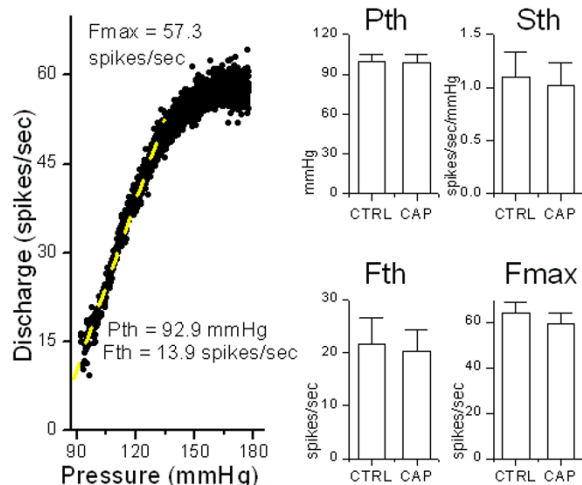 Fmax = 57.3
spikes/sec
60
45
30
15
0
Discharge (spikes/sec)
Pth = 92.9 mmHg
Fth = 13.9 spikes/sec
90 120 150 180
Pressure (mmHg)
Pth
120
90
60
30
0
mmHg
CTRL CAP
Sth
1.5
1.0
0.5
0.0
spikes/sec/mmHg
CTRL CAP
Fth
30
20
10
0
spikes/sec
CTRL CAP
Fmax
60
40
20
0
spikes/sec
CTRL CAP